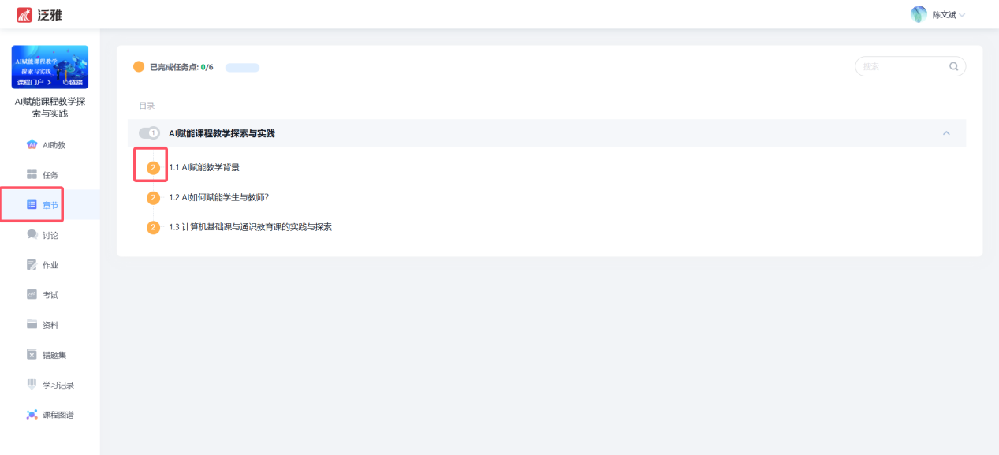 泛雅
陈文斌
AI赋能课程教学
探索与实践
课程门户
链接
AI赋能课程教学探
索与实践
AI助教
任务
章节
讨论
作业
考试
资料
错题集
学习记录
课程图谱
已完成任务点: 0/6
搜索
目录
1 AI赋能课程教学探索与实践
2 1.1 AI赋能教学背景
2 1.2 AI如何赋能学生与教师?
2 1.3 计算机基础课与通识教育课的实践与探索